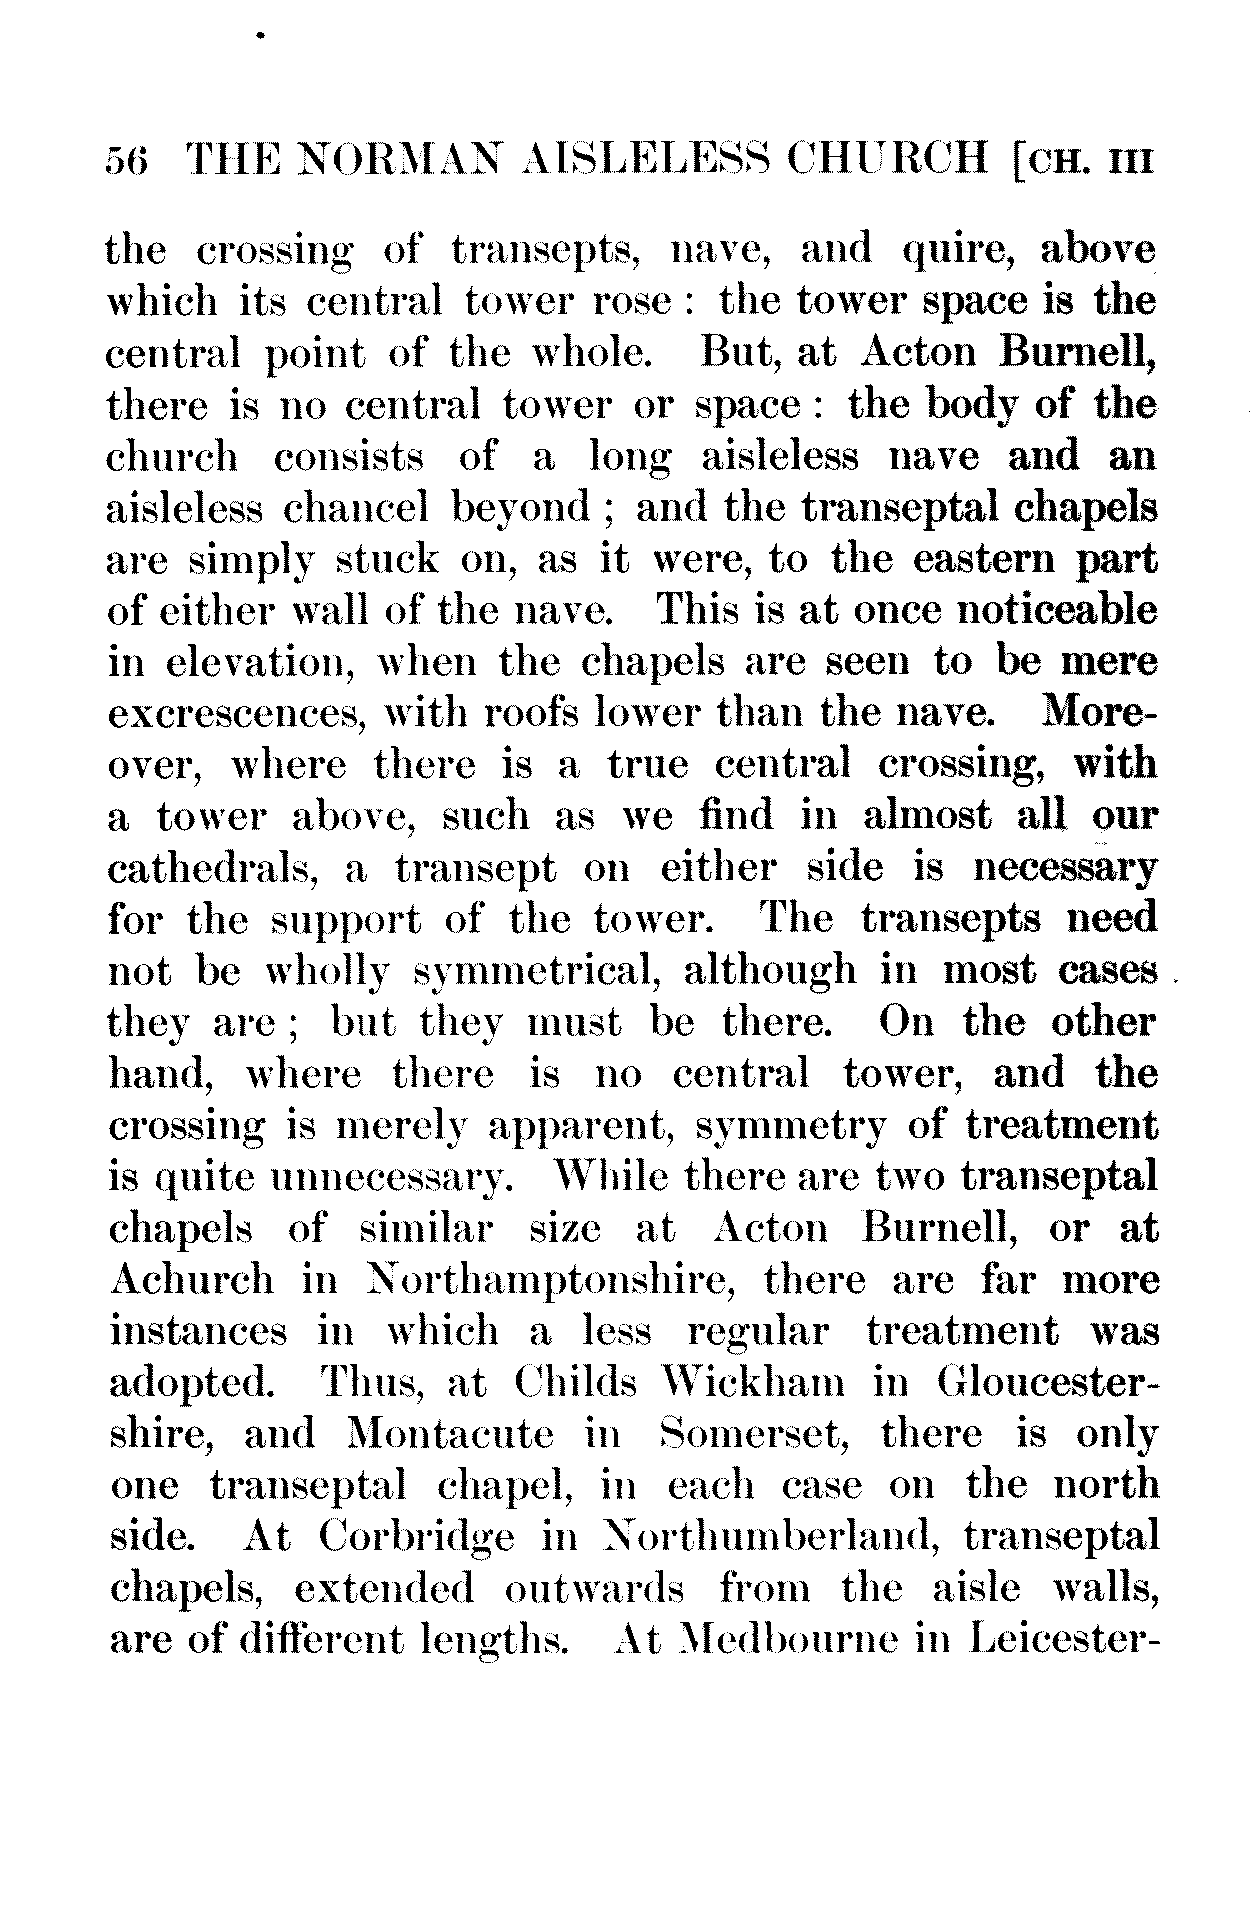 56 THE NORMAN AISLELESS CHURCH [CH. III
the crossing of transepts, nave, and quire, above
which its central tower rose : the tower space is the
central point of the whole. But, at Acton Burnell,
there is no central tower or space : the body of the
church consists of a long aisleless nave and an
aisleless chancel beyond ; and the transeptal chapels
are simply stuck on, as it were, to the eastern part
of either wall of the nave. This is at once noticeable
in elevation, when the chapels are seen to be mere
excrescences, with roofs lower than the nave. More-
over, where there is a true central crossing, with
a tower above, such as we find in almost all our
cathedrals, a transept on either side is necessary
for the support of the tower. The transepts need
not be wholly symmetrical, although in most cases
they are ; but they must be there. On the other
hand, where there is no central tower, and the
crossing is merely apparent, symmetry of treatment
is quite unnecessary. While there are two transeptal
chapels of similar size at Acton Burnell, or at
Achurch in Northamptonshire, there are far more
instances in which a less regular treatment was
adopted. Thus, at Childs Wickham in Gloucester-
shire, and Montacute in Somerset, there is only
one transeptal chapel, in each case on the north
side. At Corbridge in Northumberland, transeptal
chapels, extended outwards from the aisle walls,
are of different lengths. At Medbourne in Leicester-